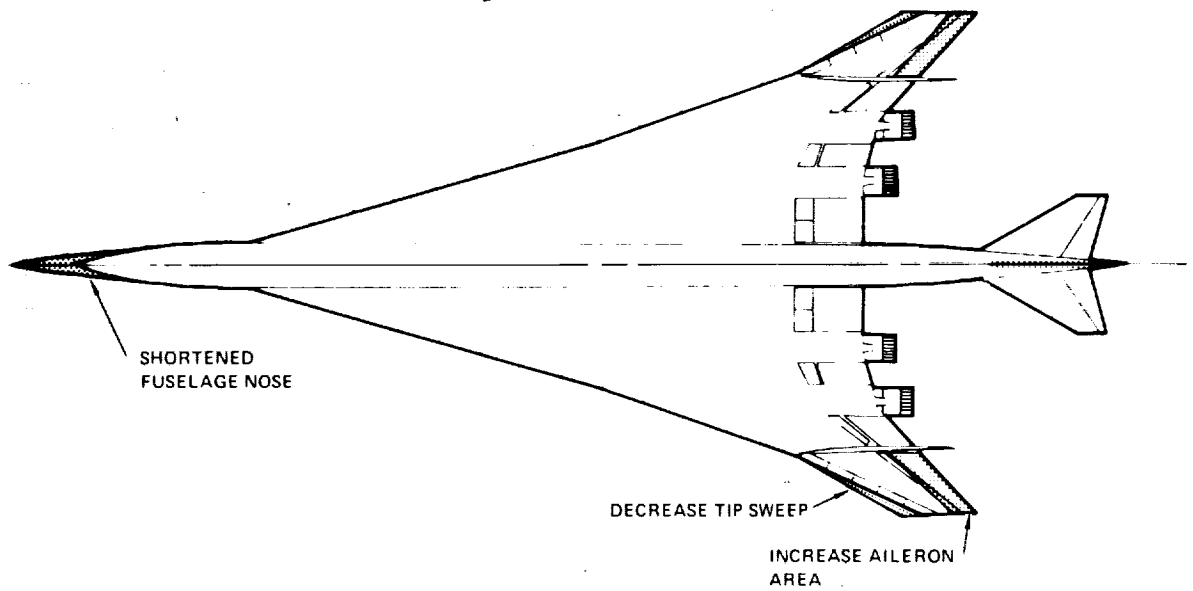 SHORTENED
FUSELAGE NOSE
DECREASE TIP SWEEP
INCREASE AILERON
AREA